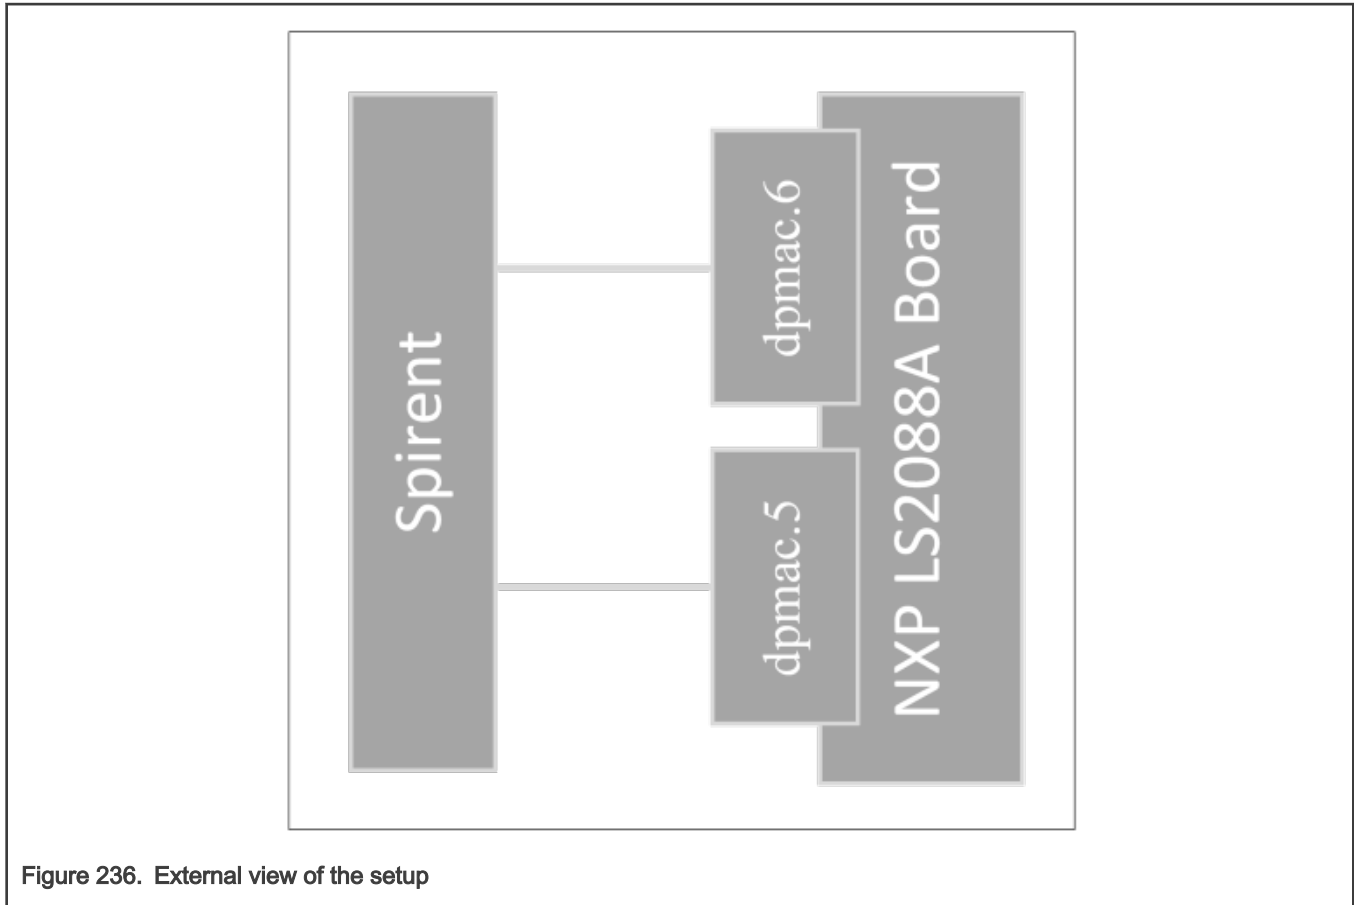 Spirent
dpmac.6
dpmac.5
NXP LS2088A Board
Figure 236. External view of the setup